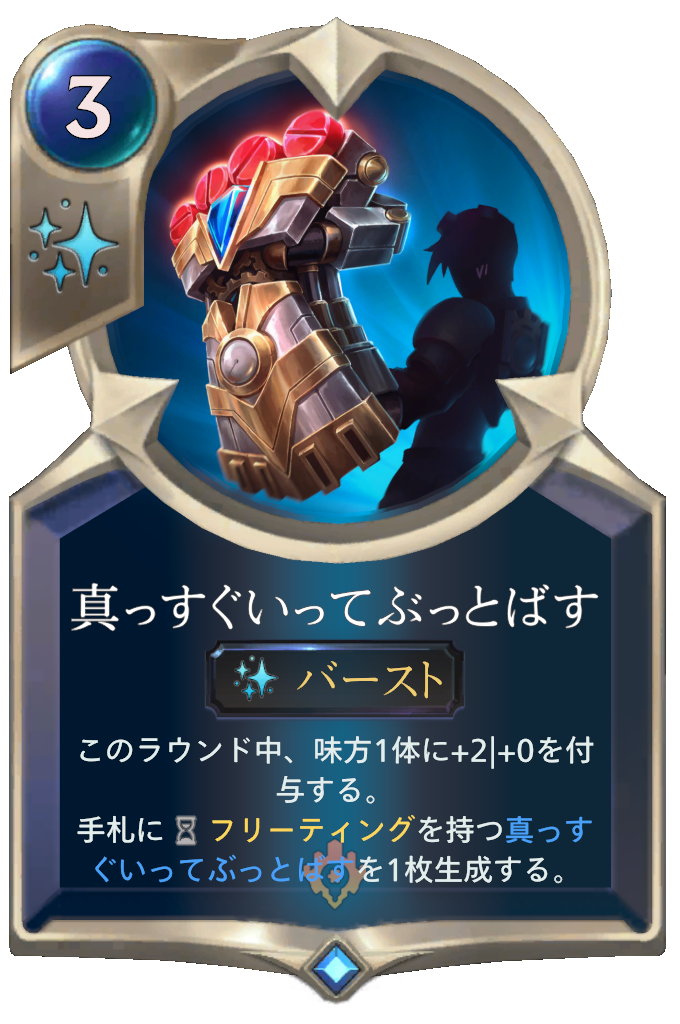 3
VI
真っすぐいってぶっとばす
バースト
このラウンド中、味方1体に+2|+0を付
与する。
手札に フリーティングを持つ真っす
ぐいってぶっとばすを1枚生成する。